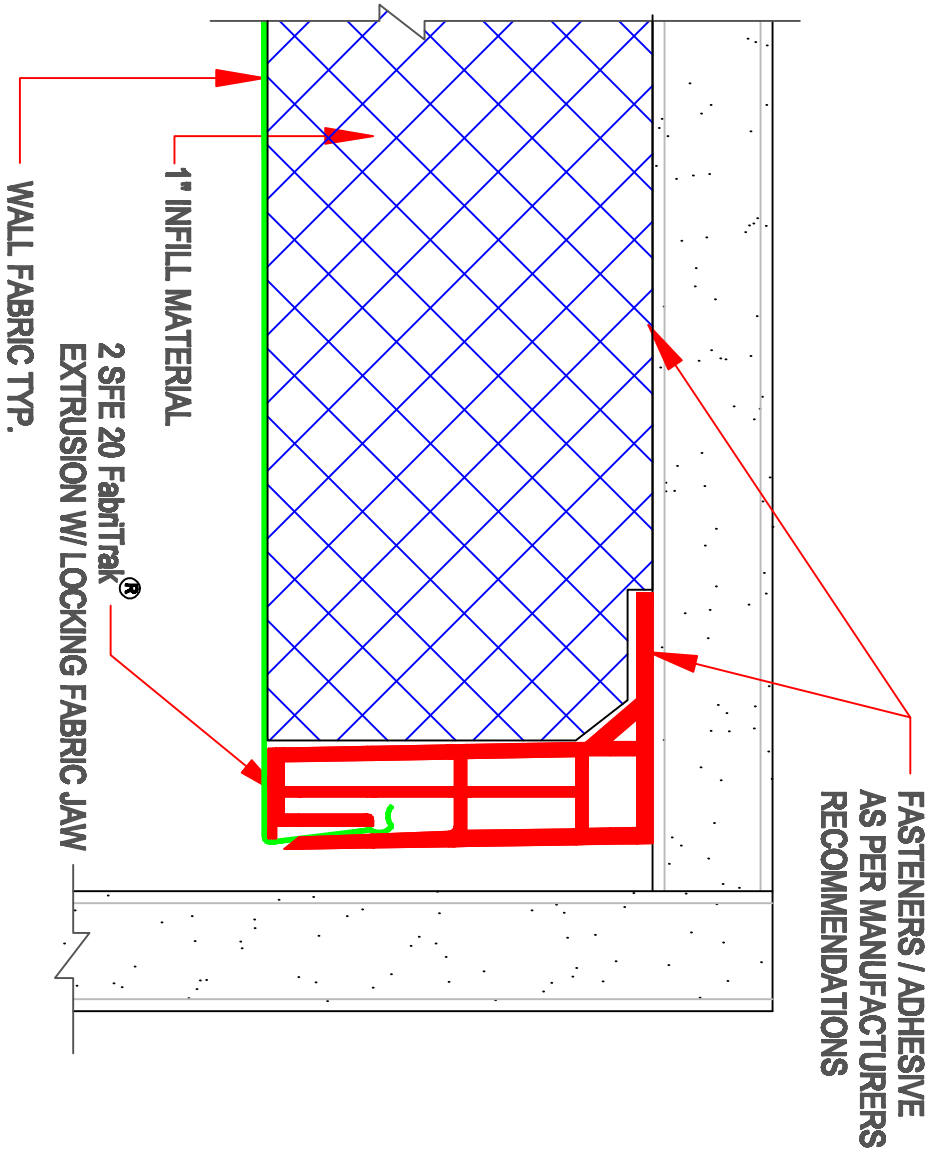 FASTENERS / ADHESIVE
AS PER MANUFACTURERS
RECOMMENDATIONS
1" INFILL MATERIAL
2 SFE 20 FabriTrak®
EXTRUSION W/ LOCKING FABRIC JAW
WALL FABRIC TYP.